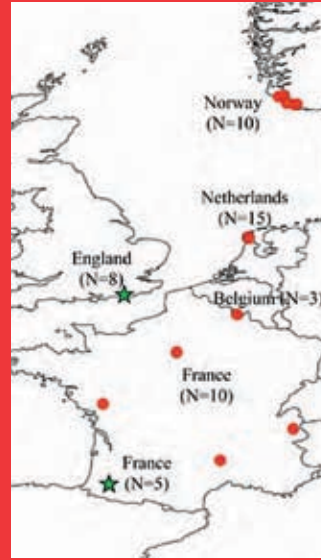 Norway
(N=10)
Netherlands
(N=15)
England
(N=8)
Belgium (N=3)
France
(N=10)
France
(N=5)